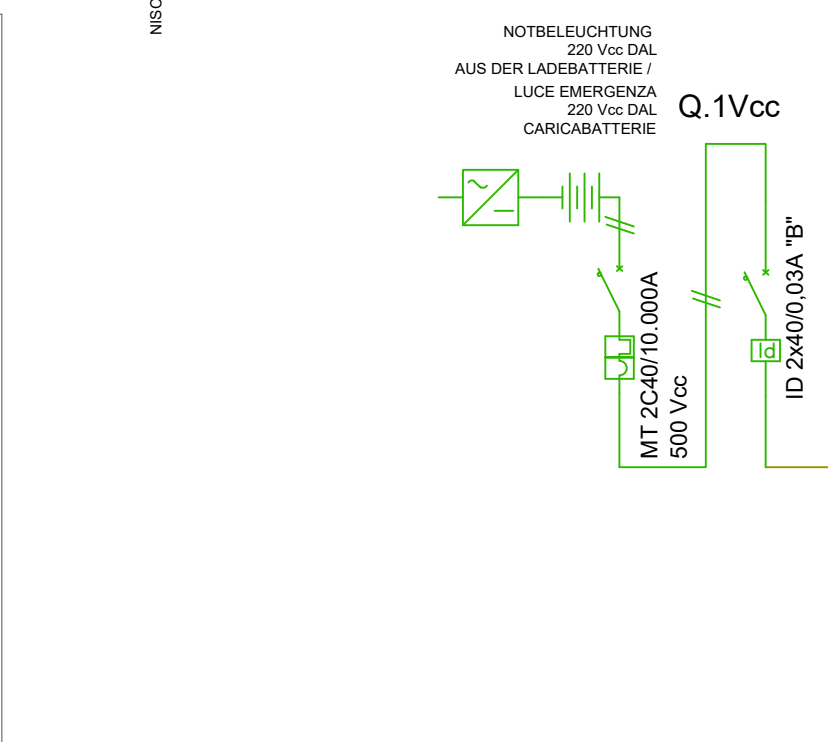 NISC
NOTBELEUCHTUNG
220 Vcc DAL
AUS DER LADEBATTERIE /
LUCE EMERGENZA
220 Vcc DAL
CARICABATTERIE
Q.1Vcc
MT 2C40/10.000A
500 Vcc
Id
ID 2x40/0,03A "B"